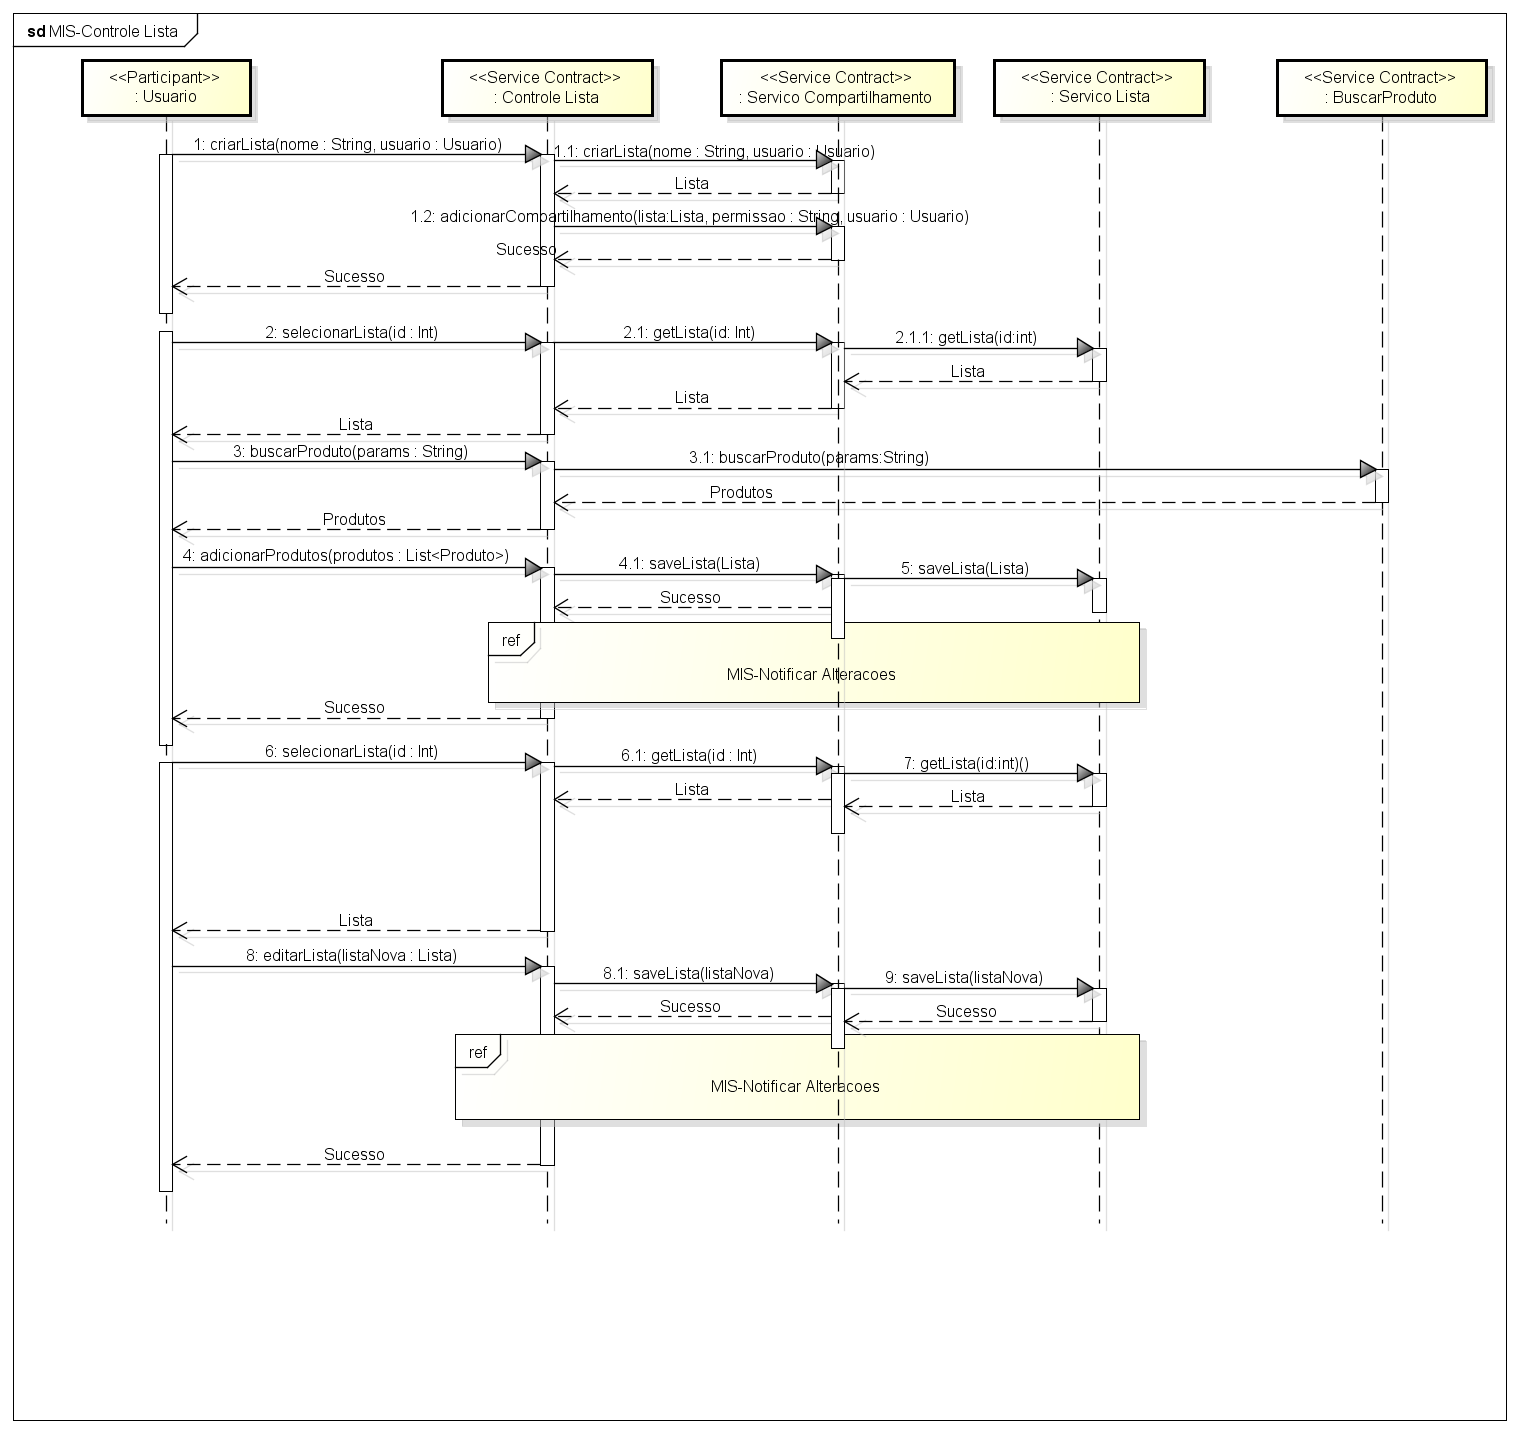 sd MIS-Controle Lista
<<Participant>>
: Usuario
<<Service Contract>>
: Controle Lista
<<Service Contract>>
: Servico Compartilhamento
<<Service Contract>>
: Servico Lista
<<Service Contract>>
: BuscarProduto
1: criarLista(nome : String, usuario : Usuario)
1.1: criarLista(nome : String, usuario : Usuario)
Lista
1.2: adicionarCompartilhamento(lista:Lista, permissao : String, usuario : Usuario)
Sucesso
Sucesso
2: selecionarLista(id : Int)
2.1: getLista(id: Int)
2.1.1: getLista(id:int)
Lista
Lista
Lista
3: buscarProduto(params : String)
3.1: buscarProduto(params:String)
Produtos
Produtos
4: adicionarProdutos(produtos : List<Produto>)
4.1: saveLista(Lista)
5: saveLista(Lista)
Sucesso
ref
MIS-Notificar Alteracoes
Sucesso
6: selecionarLista(id : Int)
6.1: getLista(id : Int)
7: getLista(id:int)()
Lista
Lista
Lista
8: editarLista(listaNova : Lista)
8.1: saveLista(listaNova)
9: saveLista(listaNova)
Sucesso
Sucesso
ref
MIS-Notificar Alteracoes
Sucesso